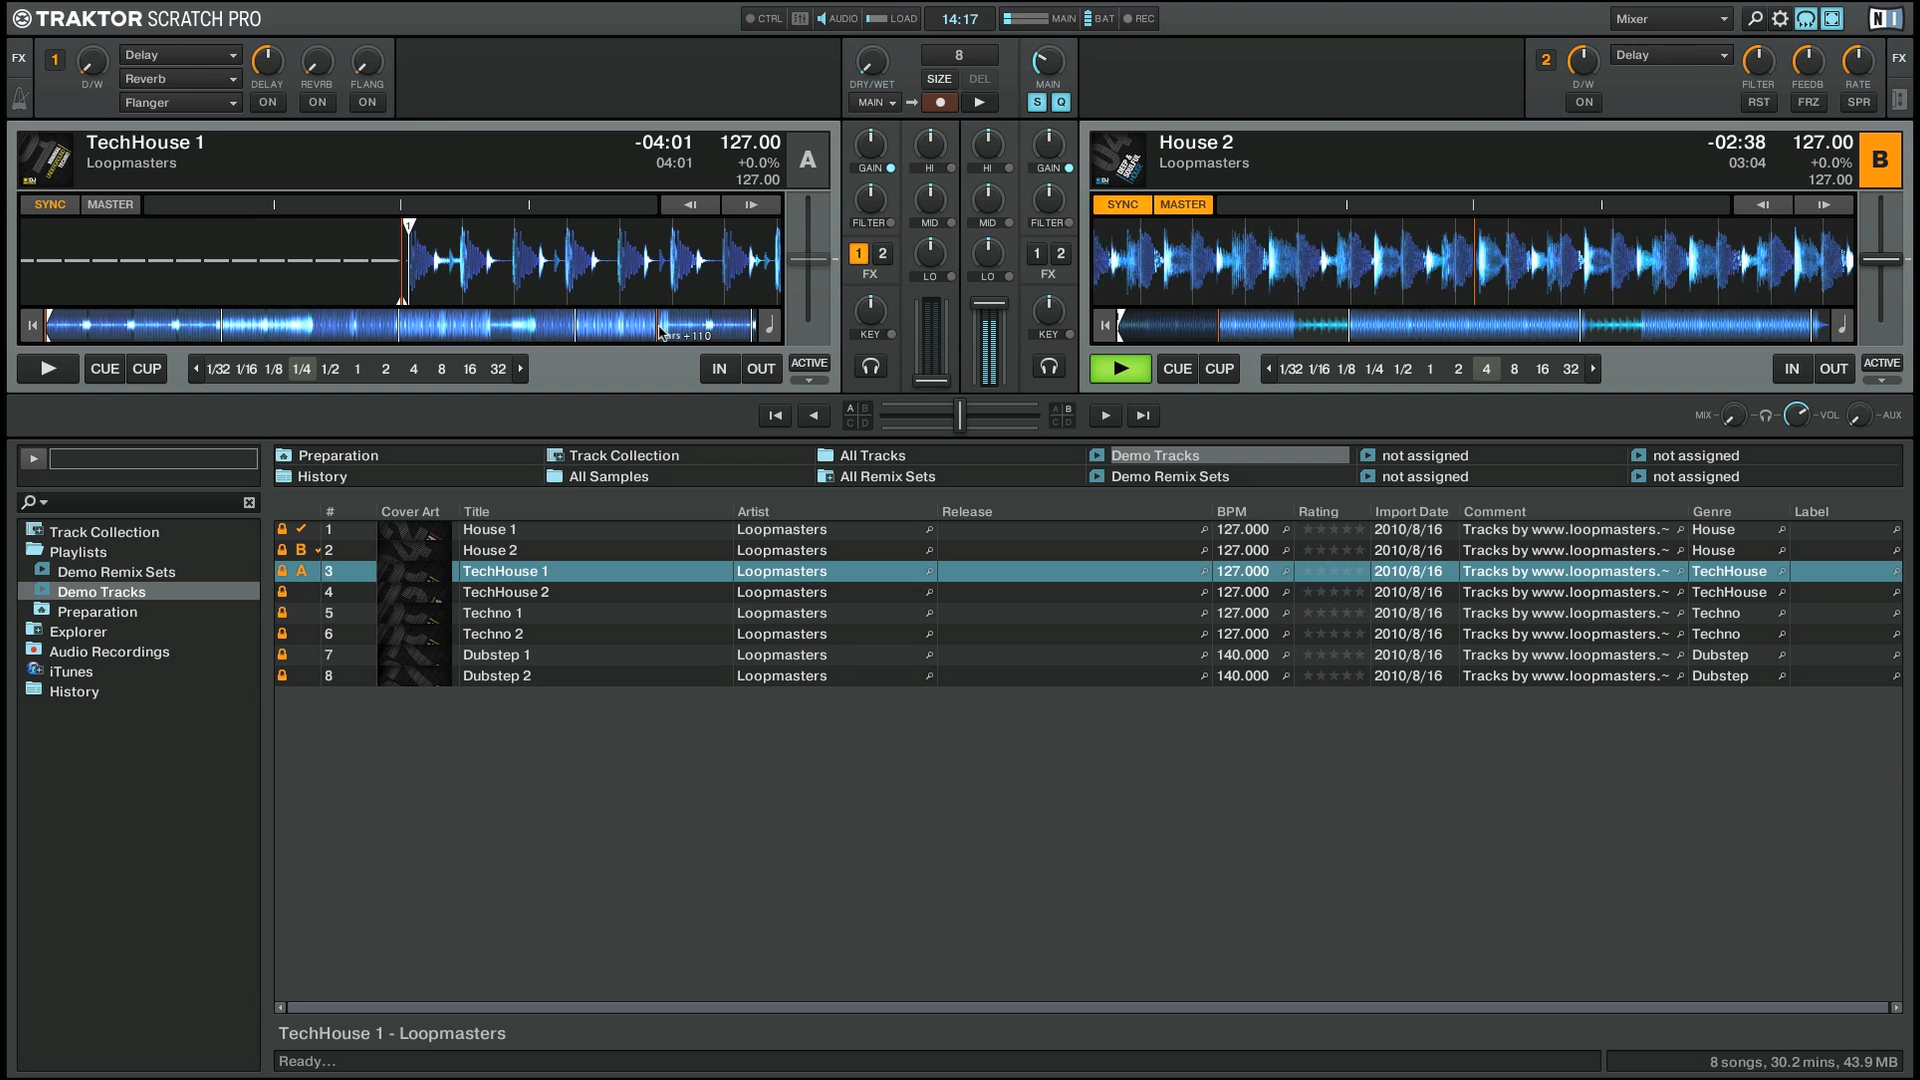 TRAKTOR SCRATCH PRO
CTRL AUDIO LOAD 14:17 MAIN BAT REC
Mixer
FX 1 D/W Delay Reverb Flanger
DELAY REVRB FLANG
ON ON ON
DRY/WET 8 SIZE DEL MAIN
MAIN S Q
2 D/W Delay FILTER FEEDB RATE FX
ON RST FRZ SPR
TechHouse 1 -04:01 127.00
Loopmasters 04:01 +0.0%
127.00
A
SYNC MASTER
1
ars +110
CUE CUP 1/32 1/16 1/8 1/4 1/2 1 2 4 8 16 32 IN OUT ACTIVE
GAIN HI HI GAIN
FILTER MID MID FILTER
1 2 LO LO 1 2
FX FX
KEY KEY
House 2 -02:38 127.00
Loopmasters 03:04 +0.0%
127.00
B
SYNC MASTER
CUE CUP 1/32 1/16 1/8 1/4 1/2 1 2 4 8 16 32 IN OUT ACTIVE
A B C D A B C D
MIX VOL AUX
Preparation Track Collection All Tracks Demo Tracks not assigned not assigned
History All Samples All Remix Sets Demo Remix Sets not assigned not assigned
Track Collection
Playlists
Demo Remix Sets
Demo Tracks
Preparation
Explorer
Audio Recordings
iTunes
History
# Cover Art Title Artist Release BPM Rating Import Date Comment Genre Label
1 House 1 Loopmasters 127.000 2010/8/16 Tracks by www.loopmasters.~ House
B 2 House 2 Loopmasters 127.000 2010/8/16 Tracks by www.loopmasters.~ House
A 3 TechHouse 1 Loopmasters 127.000 2010/8/16 Tracks by www.loopmasters.~ TechHouse
4 TechHouse 2 Loopmasters 127.000 2010/8/16 Tracks by www.loopmasters.~ TechHouse
5 Techno 1 Loopmasters 127.000 2010/8/16 Tracks by www.loopmasters.~ Techno
6 Techno 2 Loopmasters 127.000 2010/8/16 Tracks by www.loopmasters.~ Techno
7 Dubstep 1 Loopmasters 140.000 2010/8/16 Tracks by www.loopmasters.~ Dubstep
8 Dubstep 2 Loopmasters 140.000 2010/8/16 Tracks by www.loopmasters.~ Dubstep
TechHouse 1 - Loopmasters
Ready...
8 songs, 30.2 mins, 43.9 MB